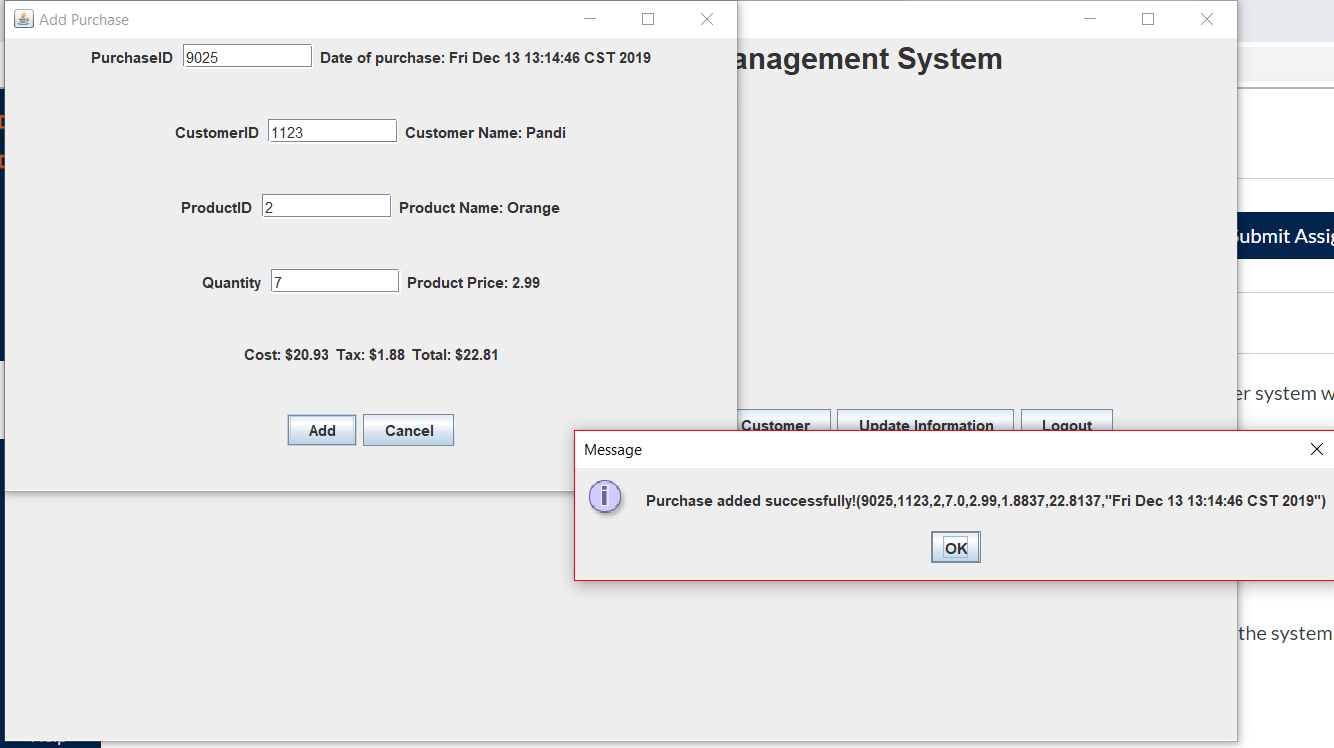 Add Purchase
PurchaseID 9025 Date of purchase: Fri Dec 13 13:14:46 CST 2019
anagement System
CustomerID 1123 Customer Name: Pandi
ProductID 2 Product Name: Orange
Submit Assig
Quantity 7 Product Price: 2.99
Cost: $20.93 Tax: $1.88 Total: $22.81
er system w
Add Cancel
Customer Update Information Logout
Message
Purchase added successfully!(9025,1123,2,7.0,2.99,1.8837,22.8137,"Fri Dec 13 13:14:46 CST 2019")
OK
the system